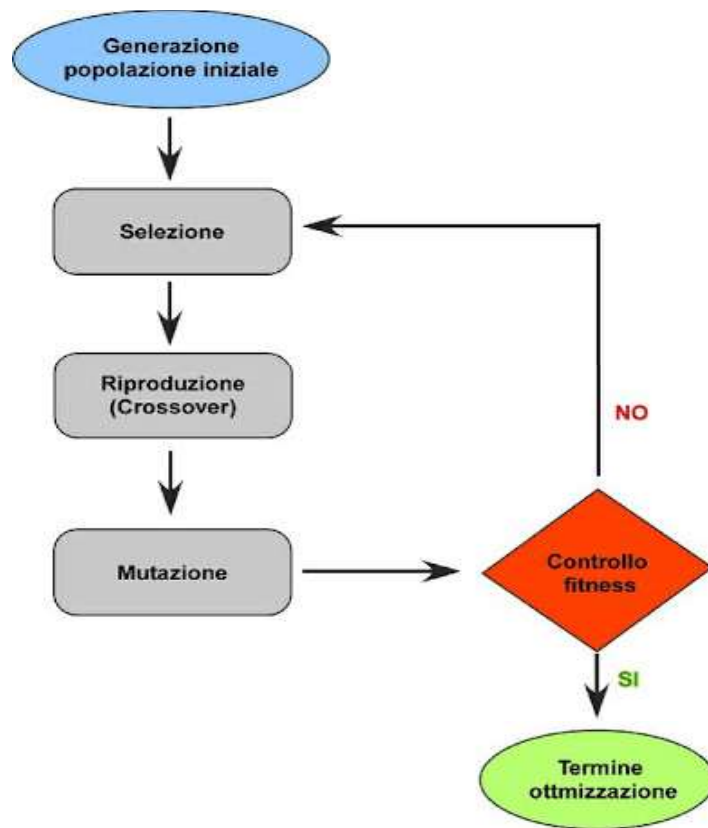 Generazione
popolazione iniziale
Selezione
Riproduzione
(Crossover)
NO
Mutazione
Controllo
fitness
SI
Termine
ottmizzazione